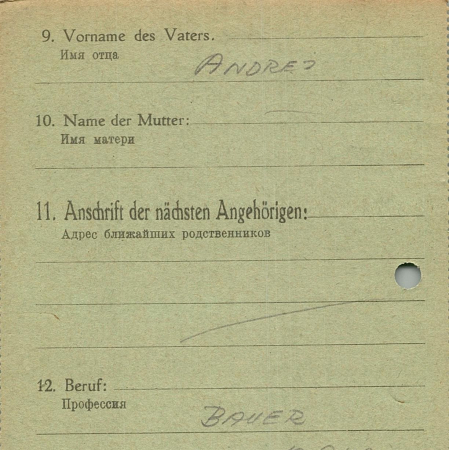 9. Vorname des Vaters.
Имя отца
ANDREJ
10. Name der Mutter:
Имя матери
11. Anschrift der nächsten Angehörigen:
Адрес ближайших родственников
12. Beruf:
Профессия
BAUER